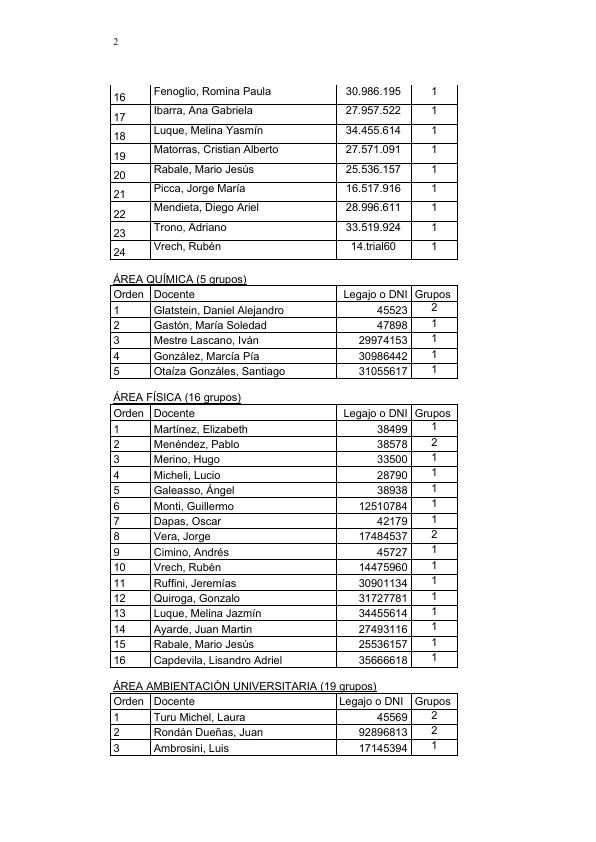 2
16 Fenoglio, Romina Paula 30.986.195 1
17 Ibarra, Ana Gabriela 27.957.522 1
18 Luque, Melina Yasmín 34.455.614 1
19 Matorras, Cristian Alberto 27.571.091 1
20 Rabale, Mario Jesús 25.536.157 1
21 Picca, Jorge María 16.517.916 1
22 Mendieta, Diego Ariel 28.996.611 1
23 Trono, Adriano 33.519.924 1
24 Vrech, Rubén 14.trial60 1
ÁREA QUÍMICA (5 grupos)
Orden Docente Legajo o DNI Grupos
1 Glatstein, Daniel Alejandro 45523 2
2 Gastón, María Soledad 47898 1
3 Mestre Lascano, Iván 29974153 1
4 González, Marcía Pía 30986442 1
5 Otaíza Gonzáles, Santiago 31055617 1
ÁREA FÍSICA (16 grupos)
Orden Docente Legajo o DNI Grupos
1 Martínez, Elizabeth 38499 1
2 Menéndez, Pablo 38578 2
3 Merino, Hugo 33500 1
4 Micheli, Lucio 28790 1
5 Galeasso, Ángel 38938 1
6 Monti, Guillermo 12510784 1
7 Dapas, Oscar 42179 1
8 Vera, Jorge 17484537 2
9 Cimino, Andrés 45727 1
10 Vrech, Rubén 14475960 1
11 Ruffini, Jeremías 30901134 1
12 Quiroga, Gonzalo 31727781 1
13 Luque, Melina Jazmín 34455614 1
14 Ayarde, Juan Martin 27493116 1
15 Rabale, Mario Jesús 25536157 1
16 Capdevila, Lisandro Adriel 35666618 1
ÁREA AMBIENTACIÓN UNIVERSITARIA (19 grupos)
Orden Docente Legajo o DNI Grupos
1 Turu Michel, Laura 45569 2
2 Rondán Dueñas, Juan 92896813 2
3 Ambrosini, Luis 17145394 1